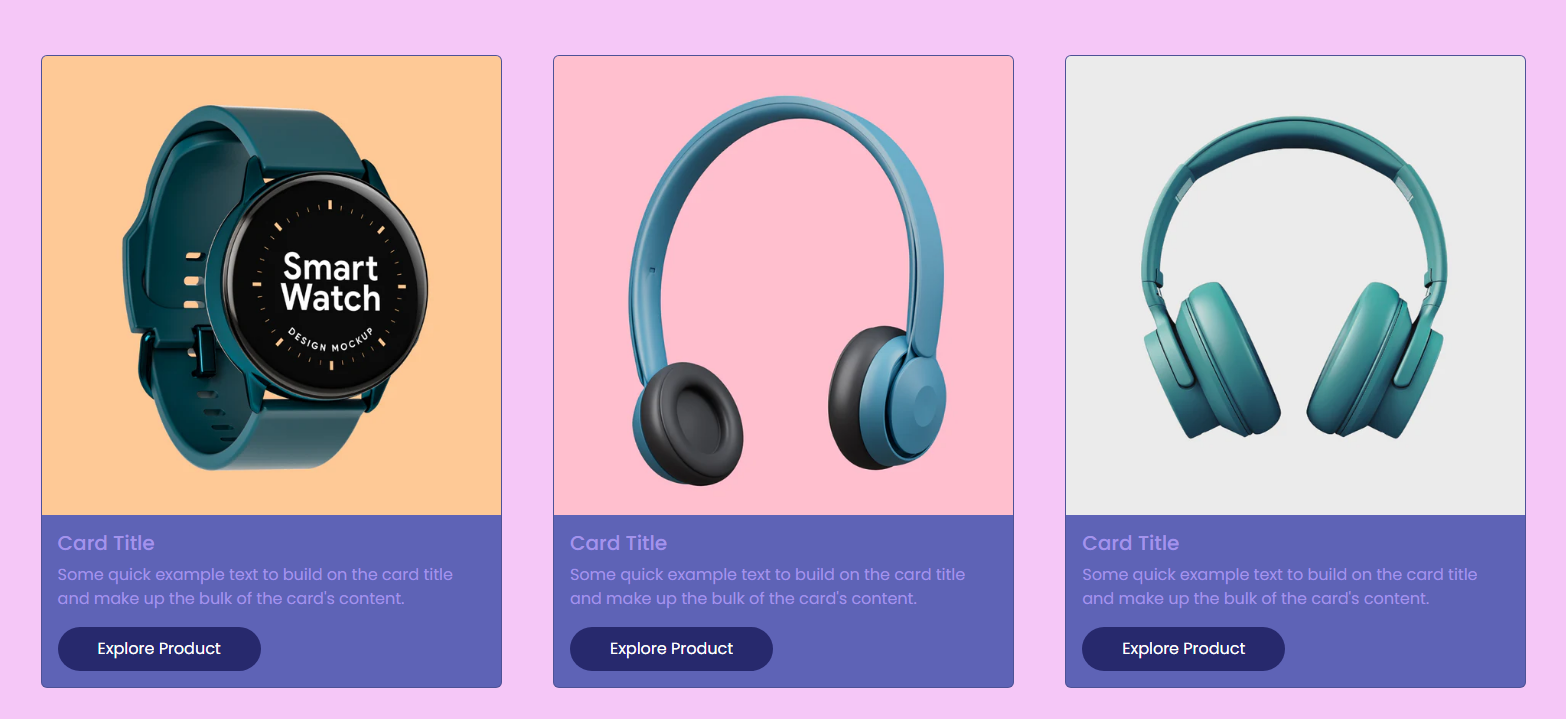 Smart
Watch
DESIGN MOCKUP
Card Title
Some quick example text to build on the card title
and make up the bulk of the card's content.
Explore Product
Card Title
Some quick example text to build on the card title
and make up the bulk of the card's content.
Explore Product
Card Title
Some quick example text to build on the card title
and make up the bulk of the card's content.
Explore Product